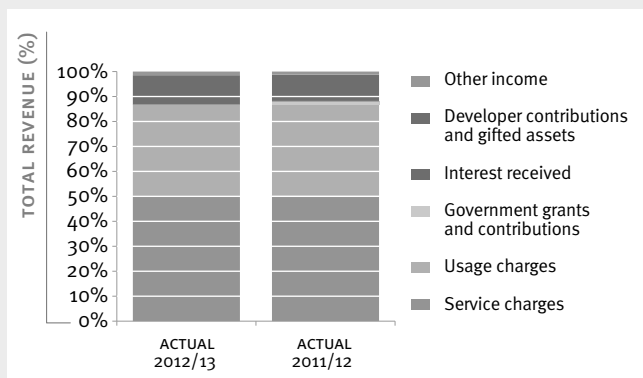 TOTAL REVENUE (%)
100%
90%
80%
70%
60%
50%
40%
30%
20%
10%
0%
ACTUAL
2012/13
ACTUAL
2011/12
Other income
Developer contributions
and gifted assets
Interest received
Government grants
and contributions
Usage charges
Service charges